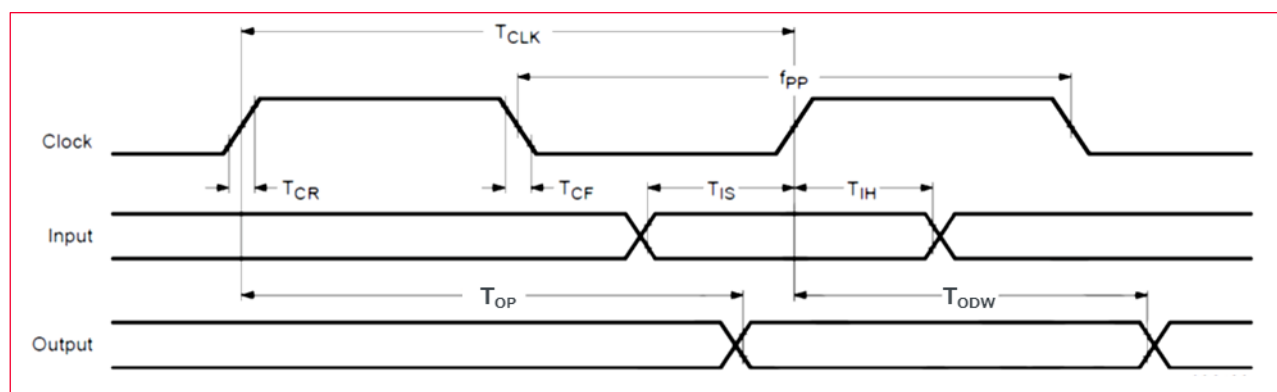 TCLK
fPP
Clock
TCR
TCF
TIS
TIH
Input
TOP
TODW
Output